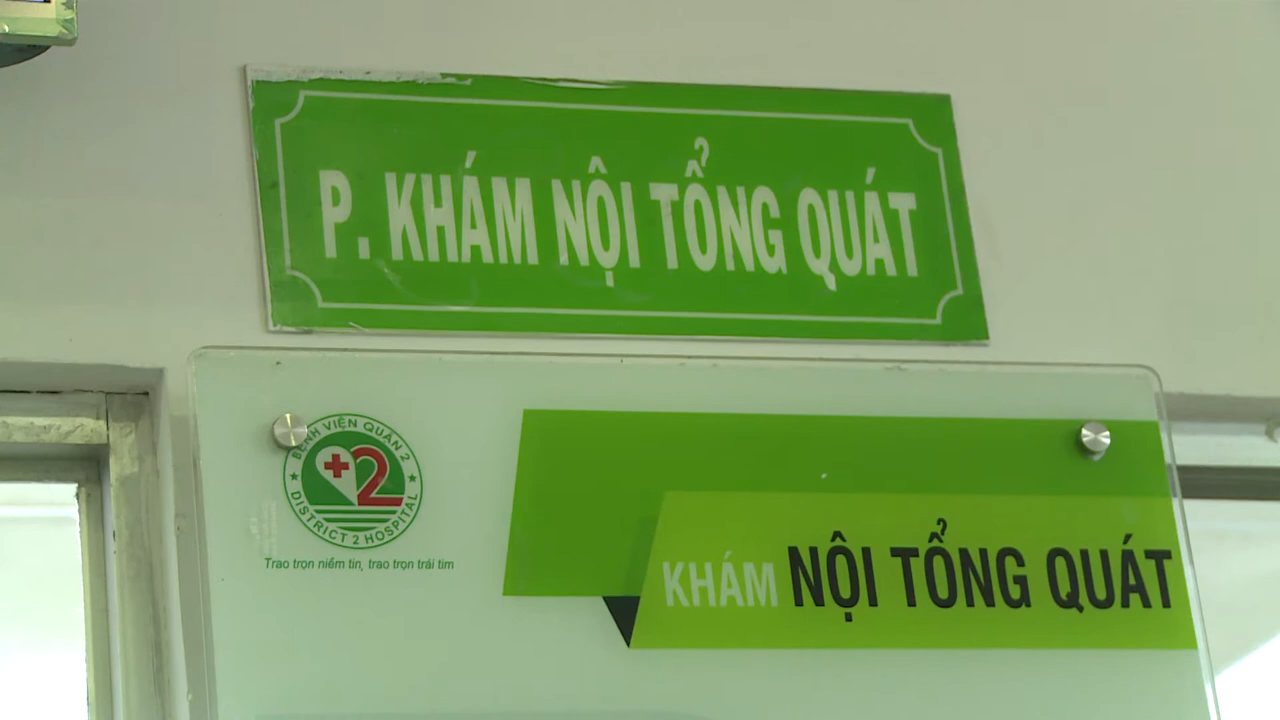 P. KHÁM NỘI TỔNG QUÁT
BỆNH VIỆN QUẬN 2
2
DISTRICT 2 HOSPITAL
Trao trọn niềm tin, trao trọn trái tim
KHÁM NỘI TỔNG QUÁT